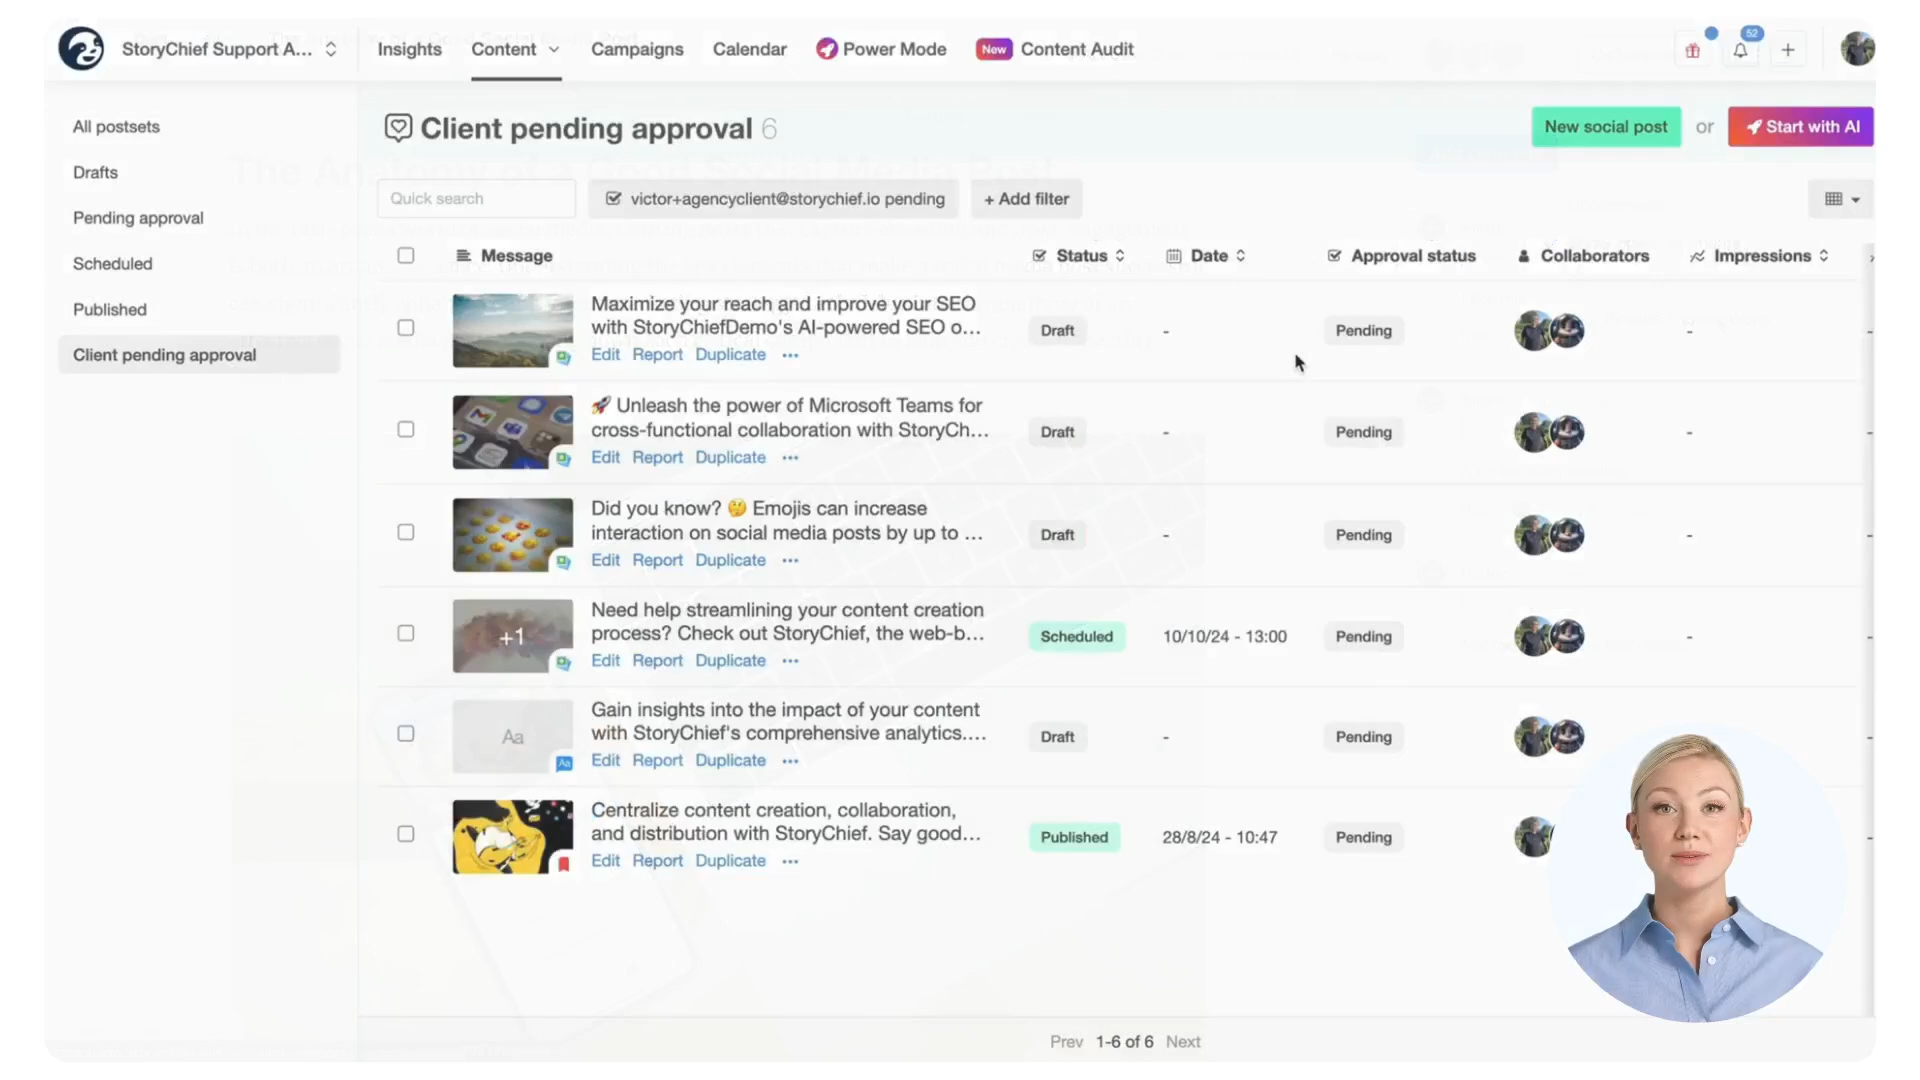 StoryChief Support A... Insights Content Campaigns Calendar Power Mode New Content Audit 52
All postsets
Drafts
Pending approval
Scheduled
Published
Client pending approval
Client pending approval 6
New social post or Start with AI
Quick search victor+agencyclient@storychief.io pending + Add filter
Message Status Date Approval status Collaborators Impressions
Maximize your reach and improve your SEO
with StoryChiefDemo's AI-powered SEO o...
Edit Report Duplicate ...
Draft - Pending - -
🚀 Unleash the power of Microsoft Teams for
cross-functional collaboration with StoryCh...
Edit Report Duplicate ...
Draft - Pending - -
Did you know? 🤔 Emojis can increase
interaction on social media posts by up to ...
Edit Report Duplicate ...
Draft - Pending - -
+1
Need help streamlining your content creation
process? Check out StoryChief, the web-b...
Edit Report Duplicate ...
Scheduled 10/10/24 - 13:00 Pending - -
Aa
Aa
Gain insights into the impact of your content
with StoryChief's comprehensive analytics....
Edit Report Duplicate ...
Draft - Pending -
Centralize content creation, collaboration,
and distribution with StoryChief. Say good...
Edit Report Duplicate ...
Published 28/8/24 - 10:47 Pending -
Prev 1-6 of 6 Next
The Anatomy of a Good Social Media Post